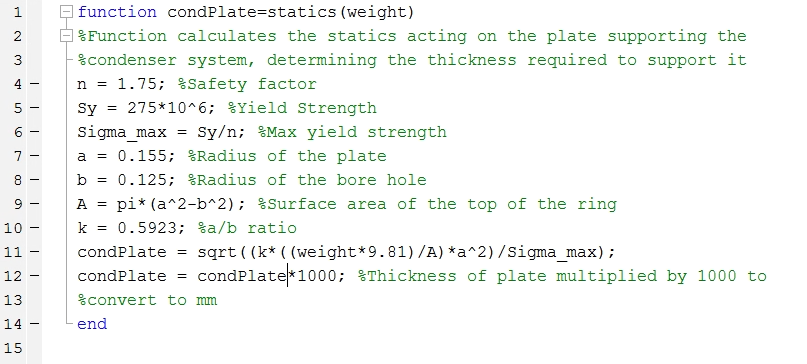 1 function condPlate=statics(weight)
2 %Function calculates the statics acting on the plate supporting the
3 %condenser system, determining the thickness required to support it
4 - n = 1.75; %Safety factor
5 - Sy = 275*10^6; %Yield Strength
6 - Sigma_max = Sy/n; %Max yield strength
7 - a = 0.155; %Radius of the plate
8 - b = 0.125; %Radius of the bore hole
9 - A = pi*(a^2-b^2); %Surface area of the top of the ring
10 - k = 0.5923; %a/b ratio
11 - condPlate = sqrt((k*((weight*9.81)/A)*a^2)/Sigma_max);
12 - condPlate = condPlate*1000; %Thickness of plate multiplied by 1000 to
13 %convert to mm
14 - end
15